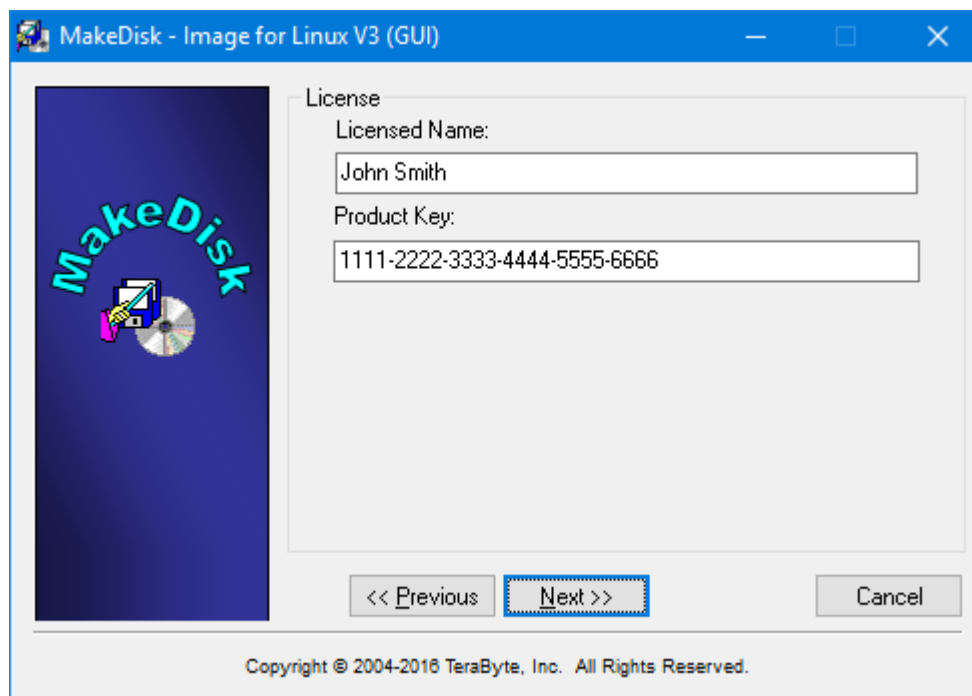 MakeDisk - Image for Linux V3 (GUI)
MakeDisk
License
Licensed Name:
John Smith
Product Key:
1111-2222-3333-4444-5555-6666
<< Previous
Next >>
Cancel
Copyright © 2004-2016 TeraByte, Inc. All Rights Reserved.